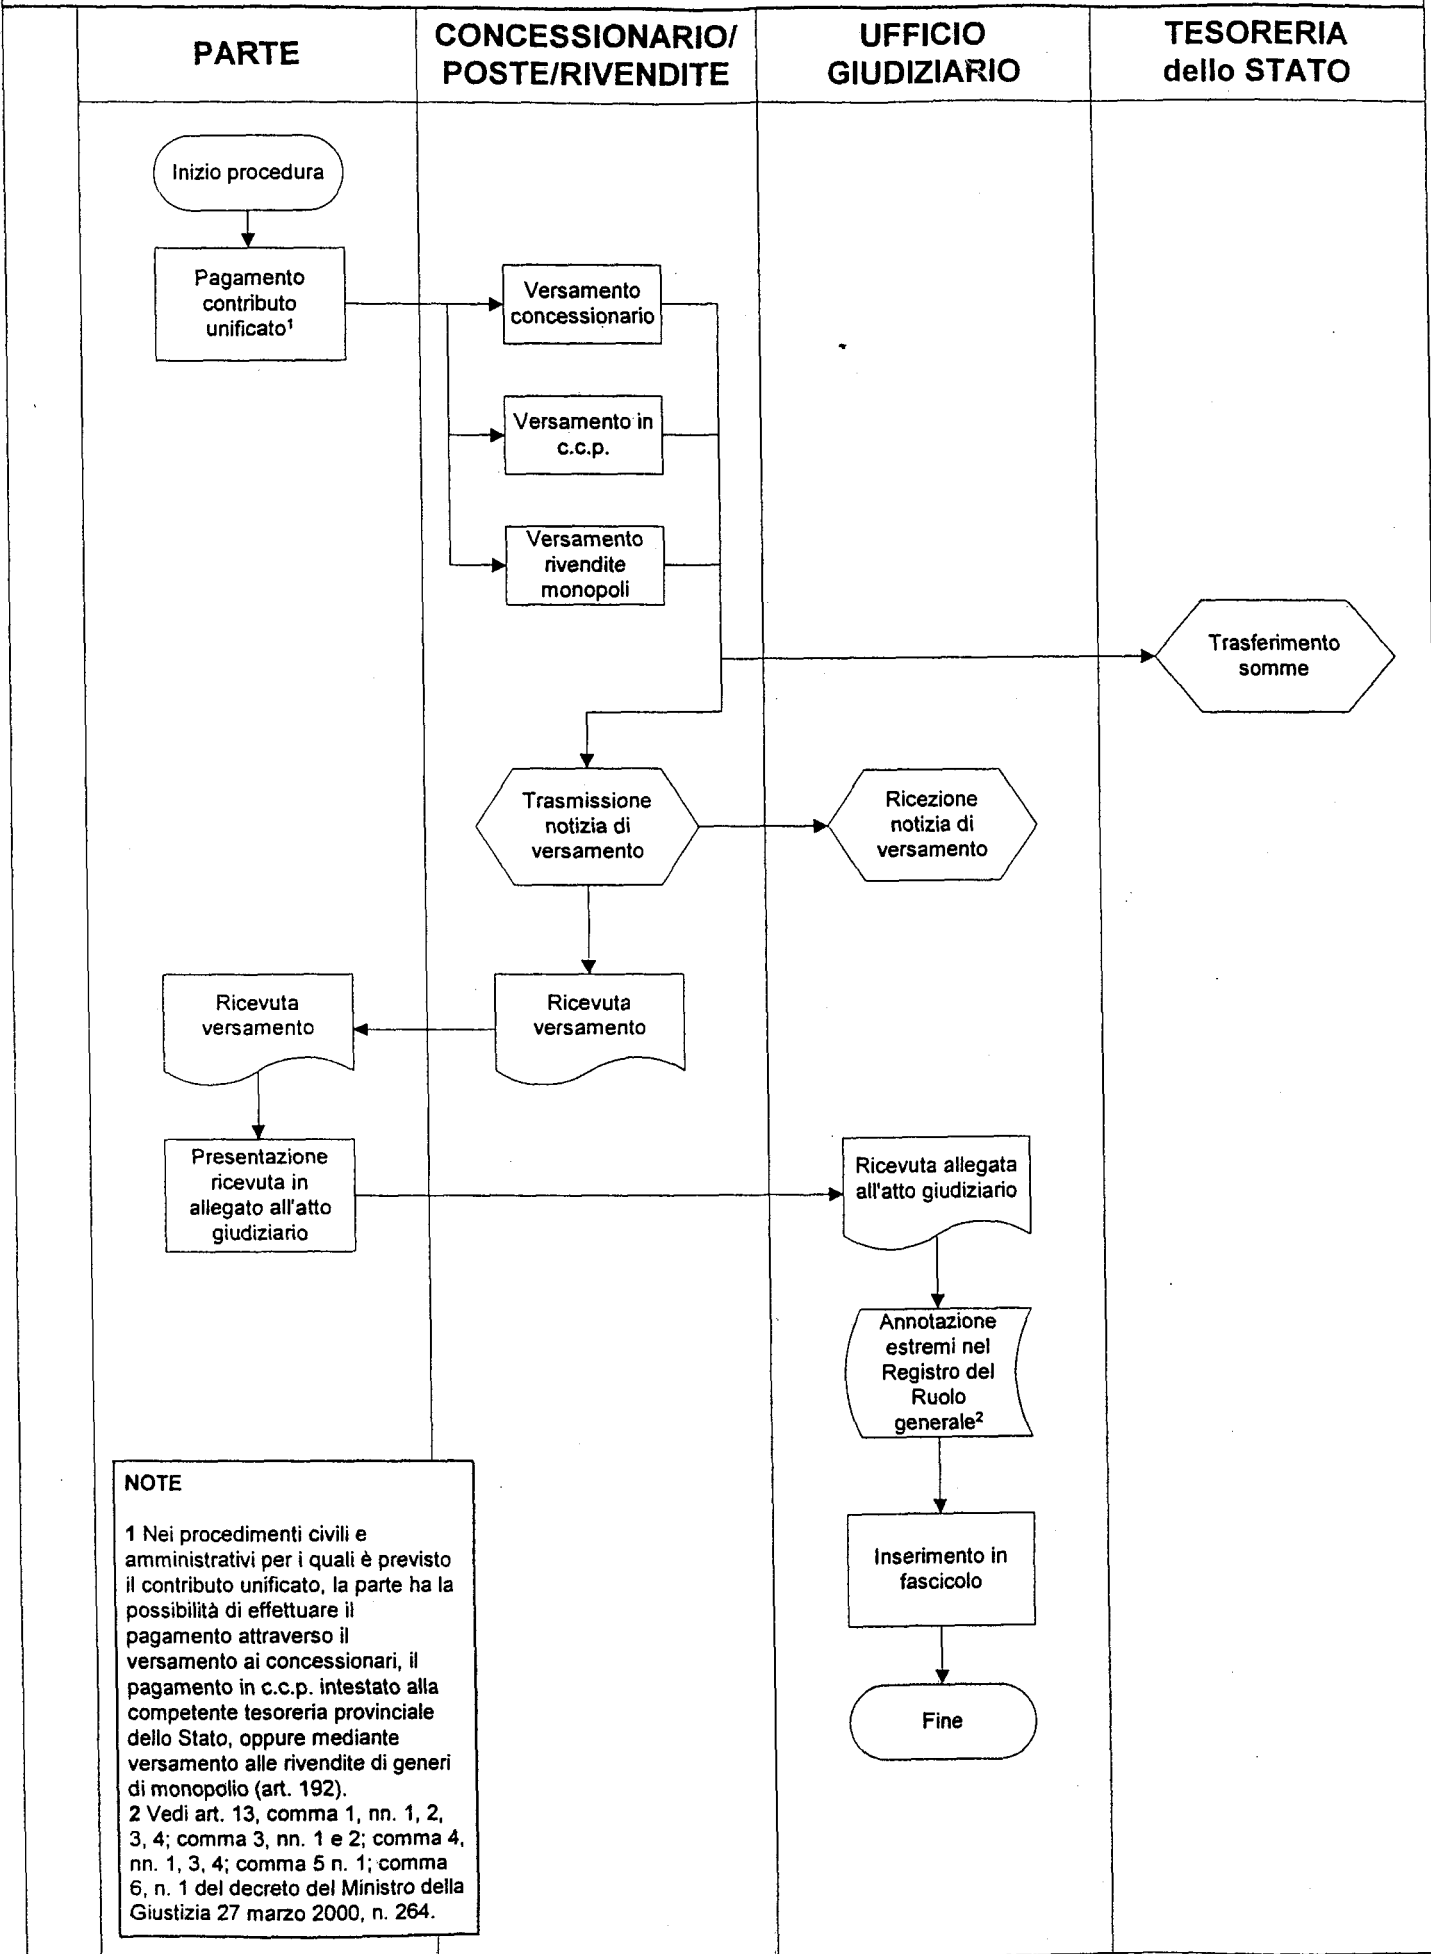 PARTE
CONCESSIONARIO/
POSTE/RIVENDITE
UFFICIO
GIUDIZIARIO
TESORERIA
dello STATO
Inizio procedura
Pagamento
contributo
unificato¹
Versamento
concessionario
Versamento in
c.c.p.
Versamento
rivendite
monopoli
Trasferimento
somme
Trasmissione
notizia di
versamento
Ricezione
notizia di
versamento
Ricevuta
versamento
Ricevuta
versamento
Presentazione
ricevuta in
allegato all'atto
giudiziario
Ricevuta allegata
all'atto giudiziario
Annotazione
estremi nel
Registro del
Ruolo
generale²
Inserimento in
fascicolo
Fine
NOTE
1 Nei procedimenti civili e
amministrativi per i quali è previsto
il contributo unificato, la parte ha la
possibilità di effettuare il
pagamento attraverso il
versamento ai concessionari, il
pagamento in c.c.p. intestato alla
competente tesoreria provinciale
dello Stato, oppure mediante
versamento alle rivendite di generi
di monopolio (art. 192).
2 Vedi art. 13, comma 1, nn. 1, 2,
3, 4; comma 3, nn. 1 e 2; comma 4,
nn. 1, 3, 4; comma 5 n. 1; comma
6, n. 1 del decreto del Ministro della
Giustizia 27 marzo 2000, n. 264.